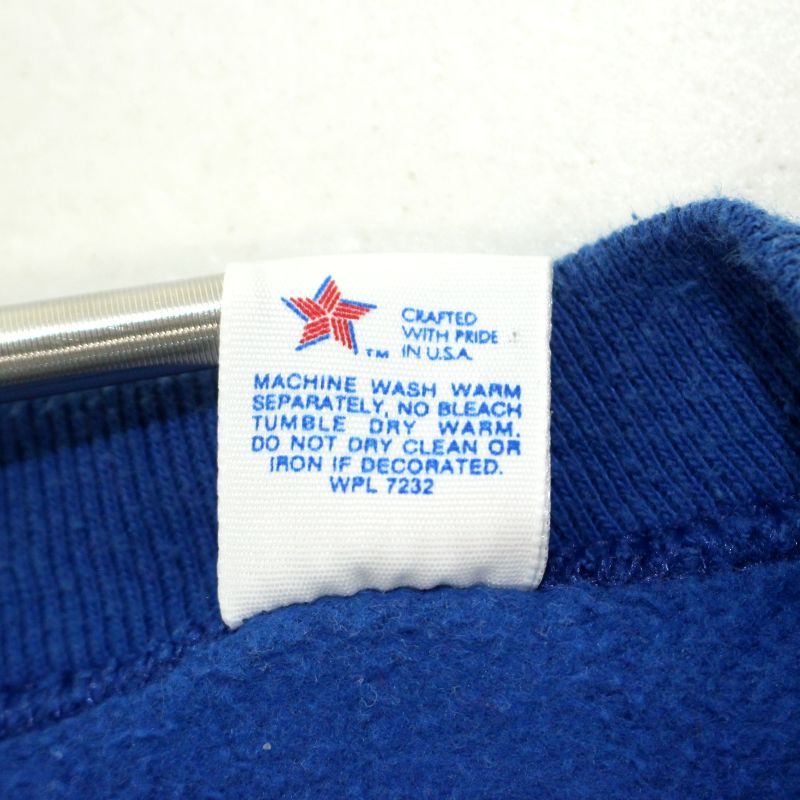 CRAFTED
WITH PRIDE
™ IN U.S.A.
MACHINE WASH WARM
SEPARATELY, NO BLEACH
TUMBLE DRY WARM.
DO NOT DRY CLEAN OR
IRON IF DECORATED.
WPL 7232